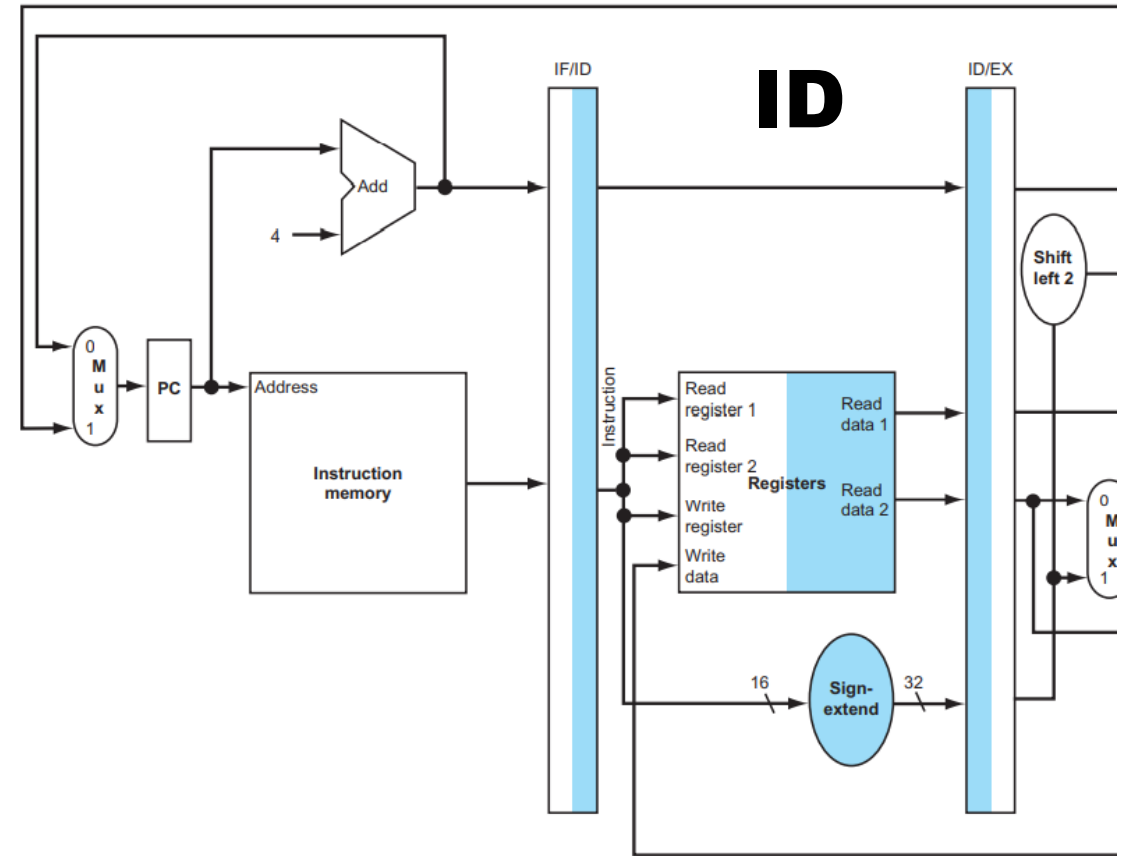 IF/ID
ID
ID/EX
Add
4
Shift
left 2
0
M
u
x
1
PC
Address
Instruction
memory
Instruction
Read
register 1
Read
register 2
Write
register
Write
data
Registers
Read
data 1
Read
data 2
0
M
u
x
1
16
Sign-
extend
32